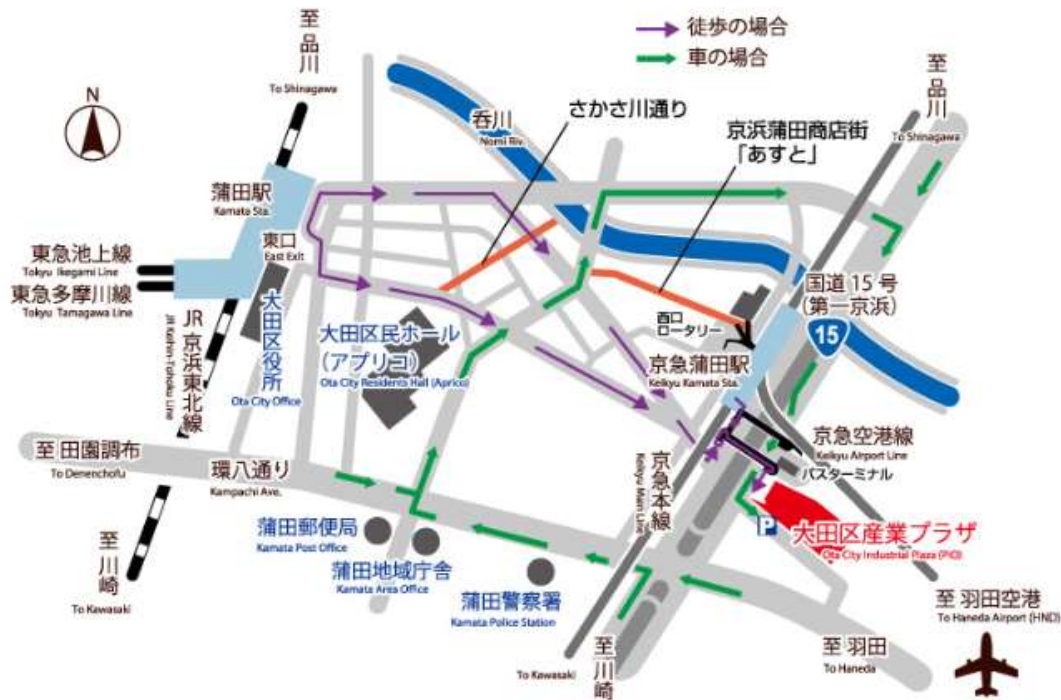 徒歩の場合
車の場合
N
至 品川
To Shinagawa
さかさ川通り
呑川
Nomi Riv.
京浜蒲田商店街
「あすと」
至 品川
To Shinagawa
蒲田駅
Kamata Sta.
東口
East Exit
東急池上線
Tokyu Ikegami Line
東急多摩川線
Tokyu Tamagawa Line
JR 京浜東北線
JR Keihin-Tohoku Line
大田区役所
Ota City Office
大田区民ホール
(アプリコ)
Ota City Residents Hall (Aprico)
西口
ロータリー
京急蒲田駅
Keikyu Kamata Sta.
国道 15 号
(第一京浜)
15
京急空港線
Keikyu Airport Line
バスターミナル
至 田園調布
To Denenchofu
環八通り
Kampachi Ave.
京急本線
Keikyu Main Line
P
大田区産業プラザ
Ota City Industrial Plaza (PiO)
蒲田郵便局
Kamata Post Office
蒲田地域庁舎
Kamata Area Office
蒲田警察署
Kamata Police Station
至 川崎
To Kawasaki
至 川崎
To Kawasaki
至 羽田
To Haneda
至 羽田空港
To Haneda Airport (HND)